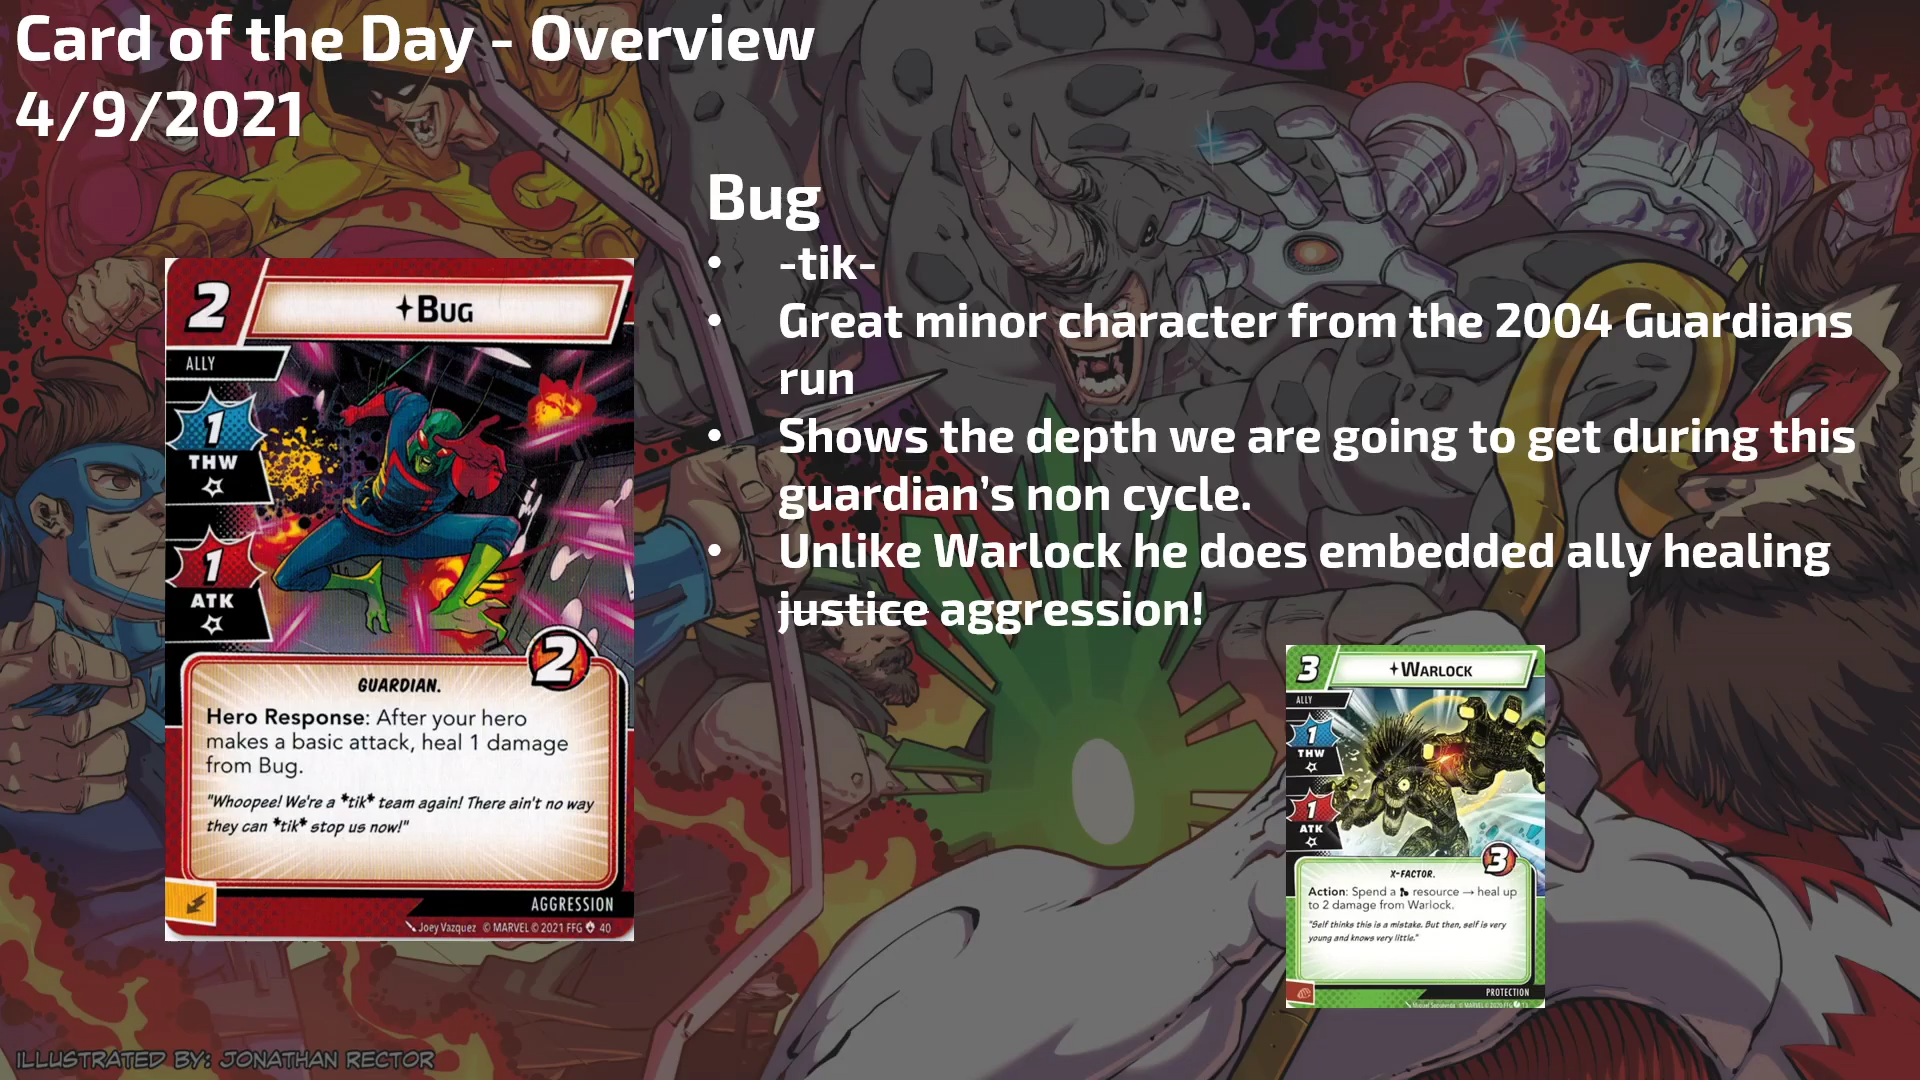 Card of the Day - Overview
4/9/2021
Bug
• -tik-
• Great minor character from the 2004 Guardians
run
• Shows the depth we are going to get during this
guardian’s non cycle.
• Unlike Warlock he does embedded ally healing
justice aggression!
2
Bug
ALLY
1
THW
1
ATK
2
GUARDIAN.
Hero Response: After your hero
makes a basic attack, heal 1 damage
from Bug.
"Whoopee! We're a *tik* team again! There ain't no way
they can *tik* stop us now!"
AGGRESSION
Joey Vazquez © MARVEL © 2021 FFG 40
3
Warlock
ALLY
1
THW
1
ATK
3
X-FACTOR.
Action: Spend a resource → heal up
to 2 damage from Warlock.
"Self thinks this is a mistake. But then, self is very
young and knows very little."
PROTECTION
© MARVEL © 2020 FFG
ILLUSTRATED BY: JONATHAN RECTOR